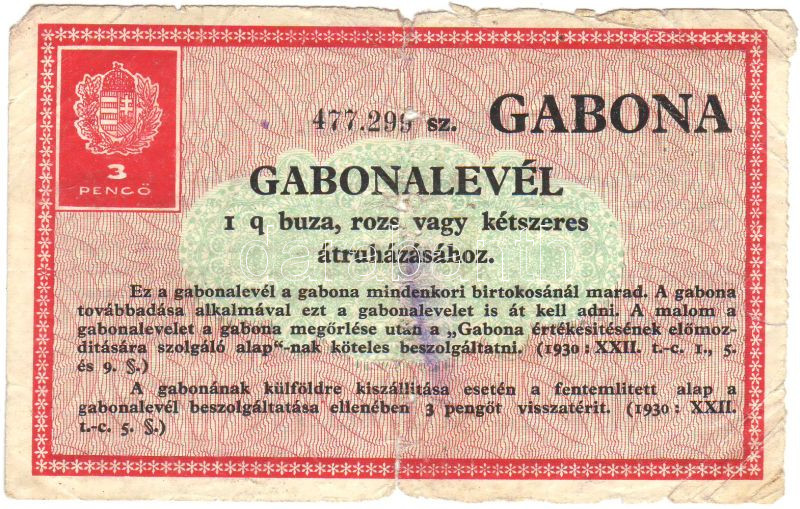 3
PENGŐ
477.299 sz. GABONA
GABONALEVÉL
1 q buza, rozs vagy kétszeres
átruházásához.
Ez a gabonalevél a gabona mindenkori birtokosánál marad. A gabona
továbbadása alkalmával ezt a gabonalevelet is át kell adni. A malom a
gabonalevelet a gabona megőrlése után a „Gabona értékesitésének előmoz-
ditására szolgáló alap"-nak köteles beszolgáltatni. (1930 : XXII. t.-c. 1., 5.
és 9. §.)
A gabonának külföldre kiszállitása esetén a fentemlitett alap a
gabonalevél beszolgáltatása ellenében 3 pengőt visszatérit. (1930 : XXII.
t.-c. 5. §.)